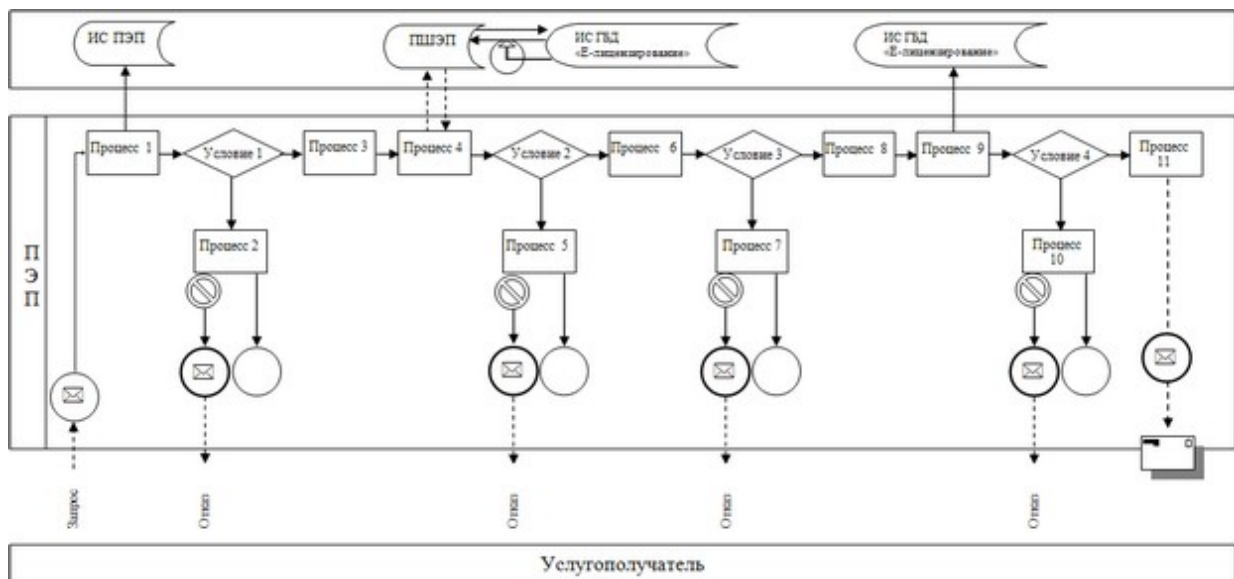 ИС ПЭП
ПШЭП
ИС ГБД
«Е-лицензирование»
ИС ГБД
«Е-лицензирование»
Процесс 1
Условие 1
Процесс 3
Процесс 4
Условие 2
Процесс 6
Условие 3
Процесс 8
Процесс 9
Условие 4
Процесс
11
Процесс 2
Процесс 5
Процесс 7
Процесс
10
ПЭП
Запрос
Отказ
Отказ
Отказ
Отказ
Услугополучатель